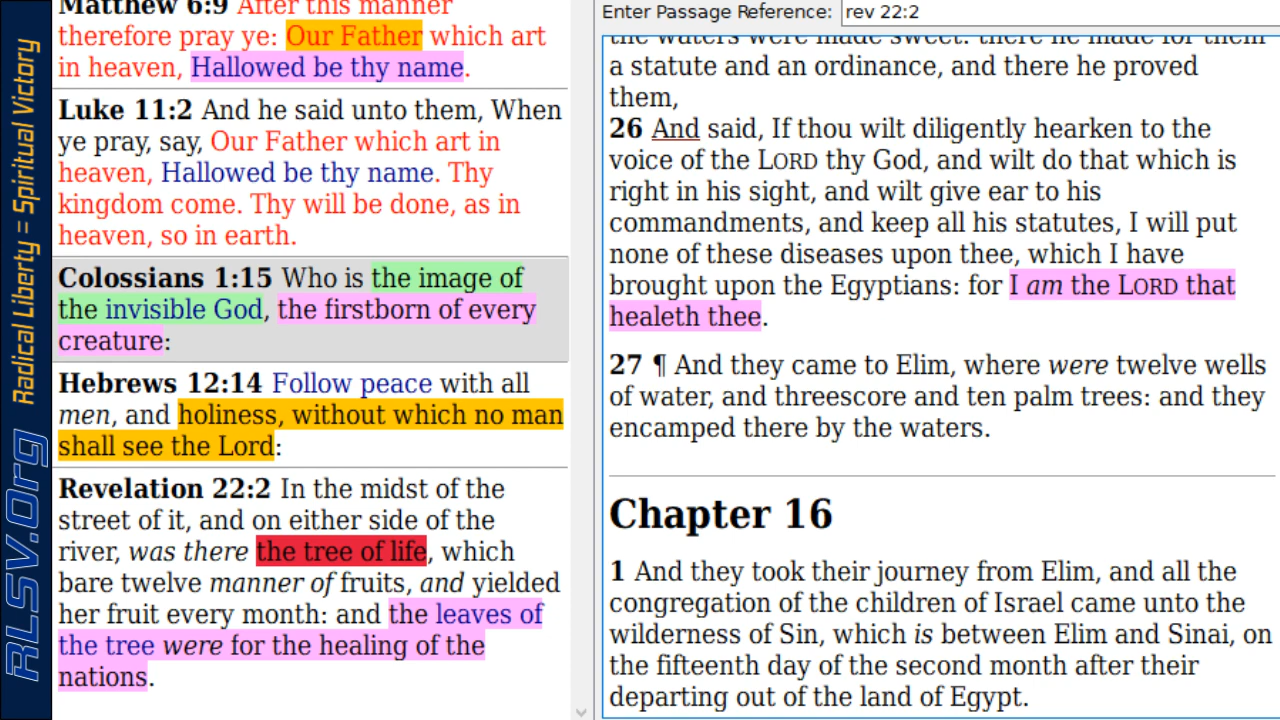 Radical Liberty = Spiritual Victory
RLSV.Org
Matthew 6:9 After this manner
therefore pray ye: Our Father which art
in heaven, Hallowed be thy name.
Luke 11:2 And he said unto them, When
ye pray, say, Our Father which art in
heaven, Hallowed be thy name. Thy
kingdom come. Thy will be done, as in
heaven, so in earth.
Colossians 1:15 Who is the image of
the invisible God, the firstborn of every
creature:
Hebrews 12:14 Follow peace with all
men, and holiness, without which no man
shall see the Lord:
Revelation 22:2 In the midst of the
street of it, and on either side of the
river, was there the tree of life, which
bare twelve manner of fruits, and yielded
her fruit every month: and the leaves of
the tree were for the healing of the
nations.
Enter Passage Reference: rev 22:2
the waters were made sweet: there he made for them
a statute and an ordinance, and there he proved
them,
26 And said, If thou wilt diligently hearken to the
voice of the LORD thy God, and wilt do that which is
right in his sight, and wilt give ear to his
commandments, and keep all his statutes, I will put
none of these diseases upon thee, which I have
brought upon the Egyptians: for I am the LORD that
healeth thee.
27 ¶ And they came to Elim, where were twelve wells
of water, and threescore and ten palm trees: and they
encamped there by the waters.
Chapter 16
1 And they took their journey from Elim, and all the
congregation of the children of Israel came unto the
wilderness of Sin, which is between Elim and Sinai, on
the fifteenth day of the second month after their
departing out of the land of Egypt.